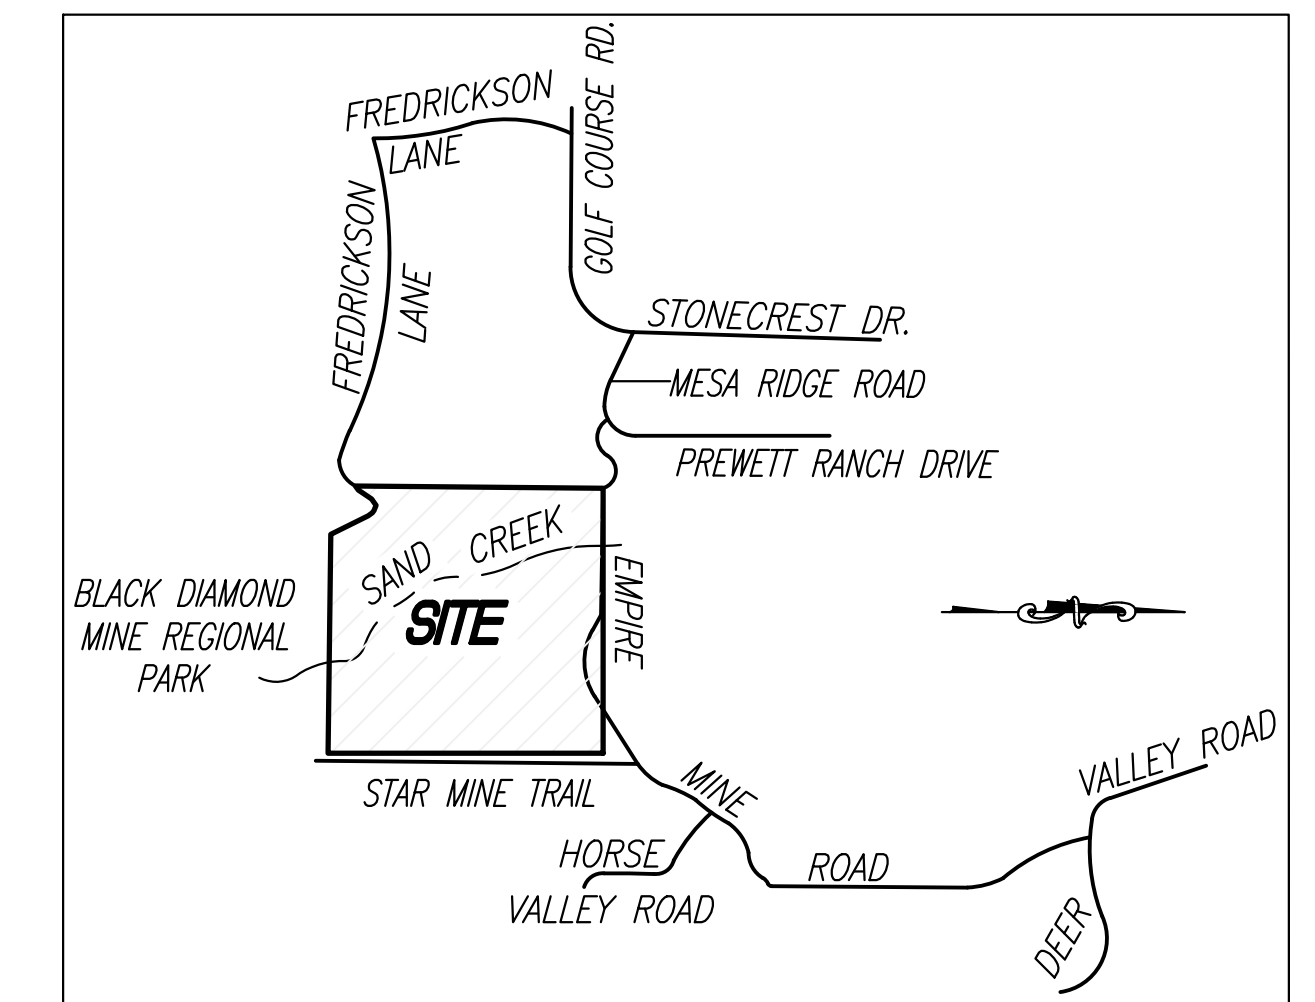 GOLF COURSE RD.
FREDRICKSON
LANE
FREDRICKSON
LANE
STONECREST DR.
MESA RIDGE ROAD
PREWETT RANCH DRIVE
SAND CREEK
SITE
EMPIRE
BLACK DIAMOND
MINE REGIONAL
PARK
STAR MINE TRAIL
MINE
HORSE
VALLEY ROAD
ROAD
VALLEY ROAD
DEER